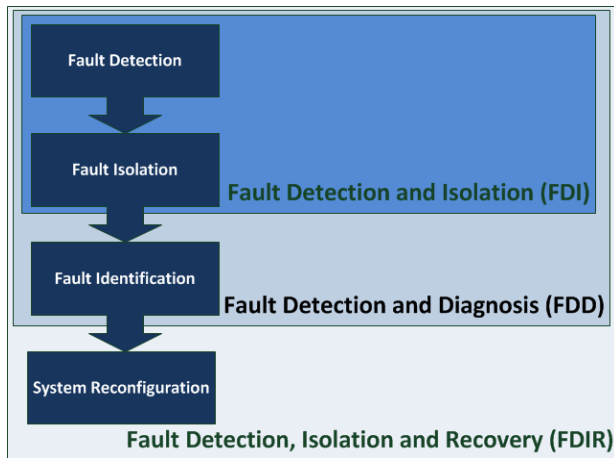 Fault Detection
Fault Isolation
Fault Detection and Isolation (FDI)
Fault Identification
Fault Detection and Diagnosis (FDD)
System Reconfiguration
Fault Detection, Isolation and Recovery (FDIR)